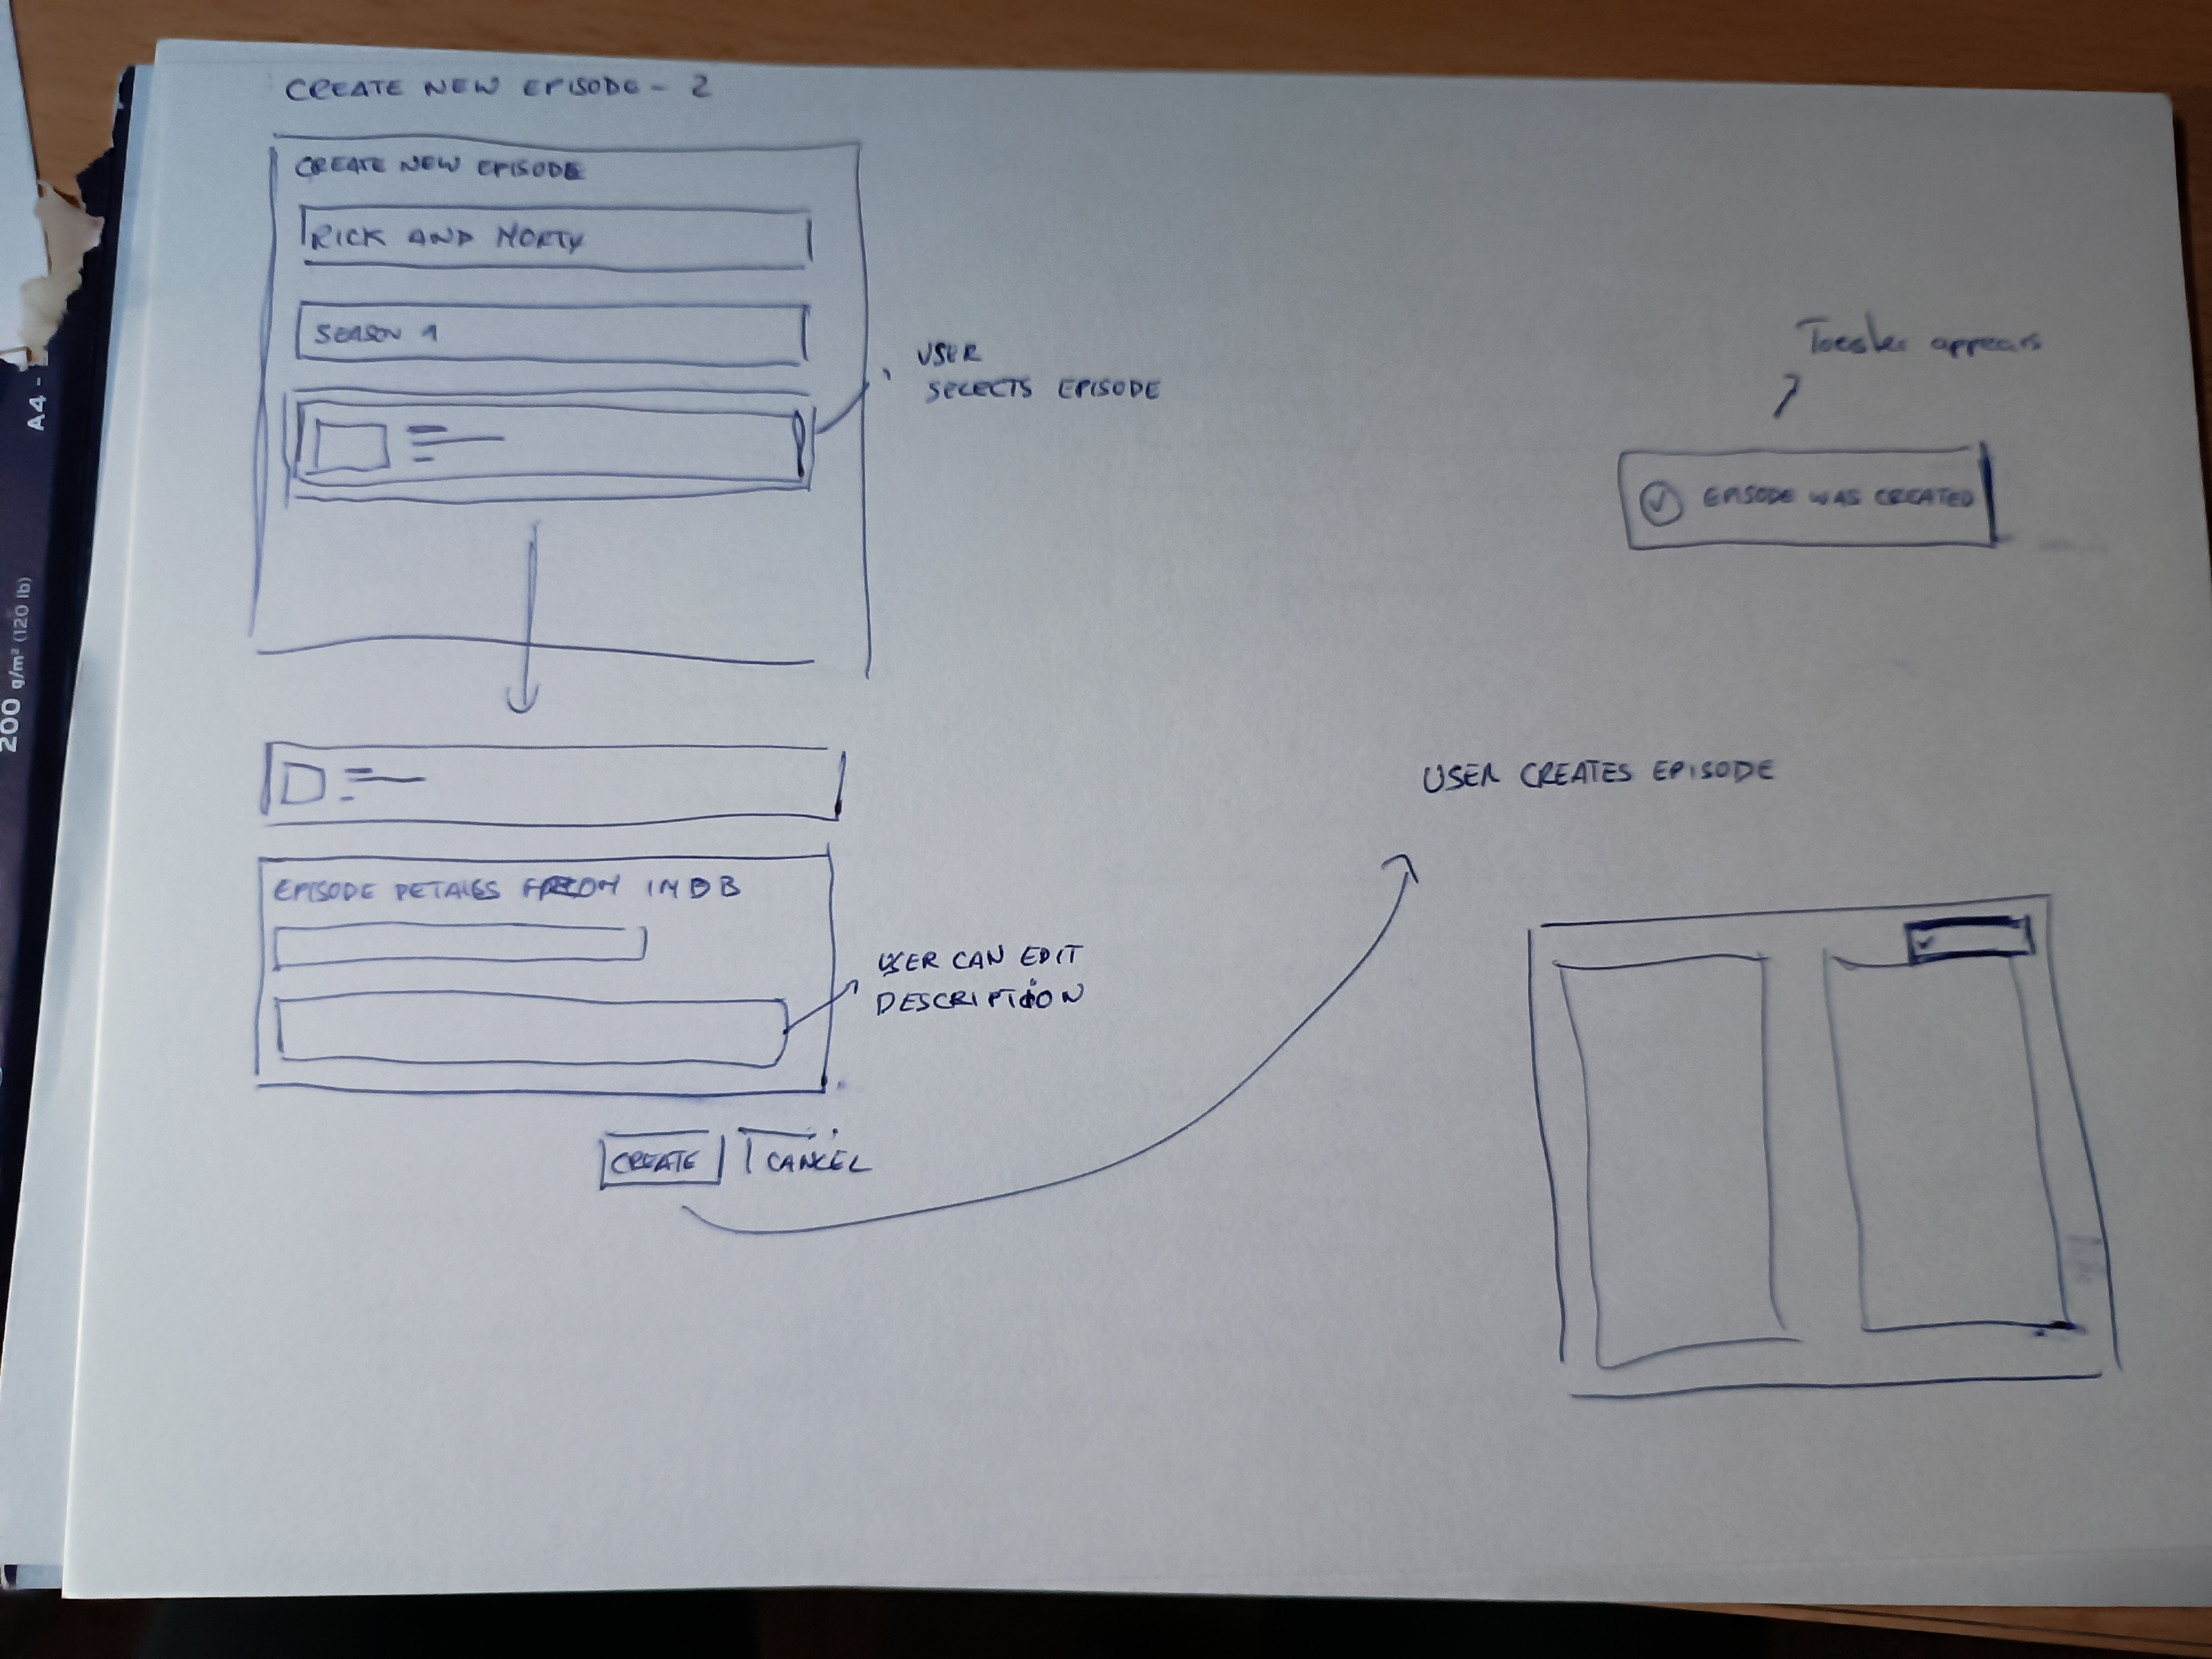 CREATE NEW EPISODE - 2
CREATE NEW EPISODE
RICK AND MORTY
SEASON 1
USER
SELECTS EPISODE
EPISODE DETAILS FROM IMDB
USER CAN EDIT
DESCRIPTION
CREATE
CANCEL
Toaster appears
EPISODE WAS CREATED
USER CREATES EPISODE
A4 -
200 g/m² (120 lb)